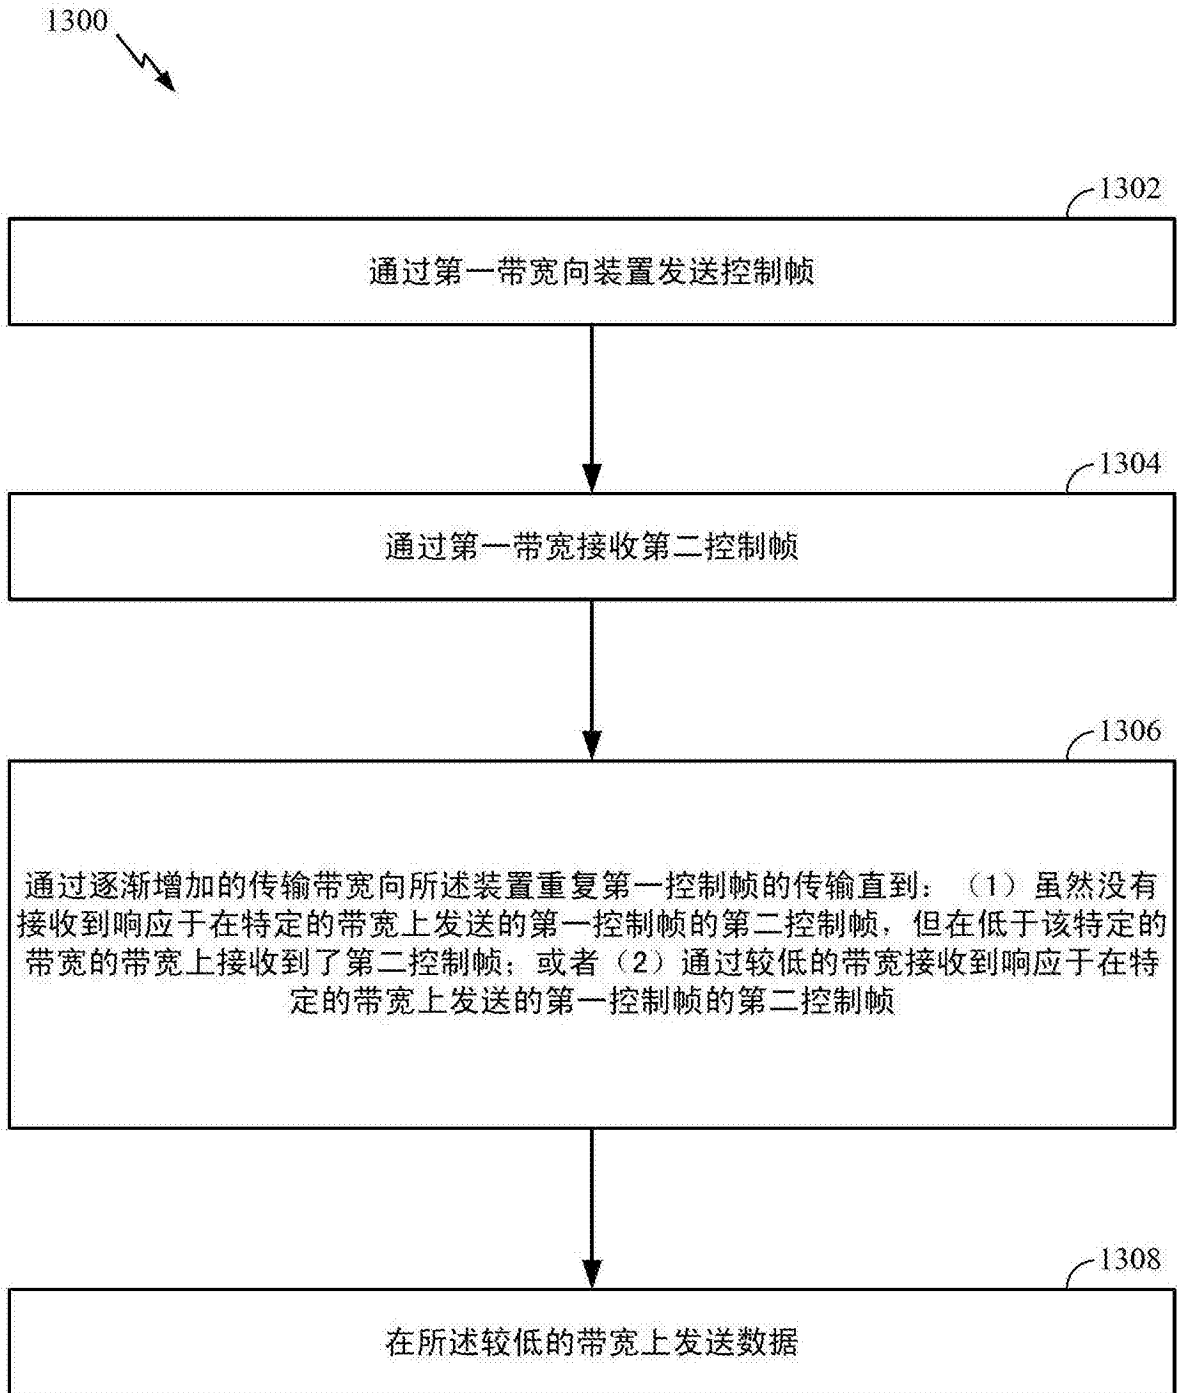 1300
1302
通过第一带宽向装置发送控制帧
1304
通过第一带宽接收第二控制帧
1306
通过逐渐增加的传输带宽向所述装置重复第一控制帧的传输直到：（1）虽然没有
接收到响应于在特定的带宽上发送的第一控制帧的第二控制帧，但在低于该特定的
带宽的带宽上接收到了第二控制帧；或者（2）通过较低的带宽接收到响应于在特
定的带宽上发送的第一控制帧的第二控制帧
1308
在所述较低的带宽上发送数据